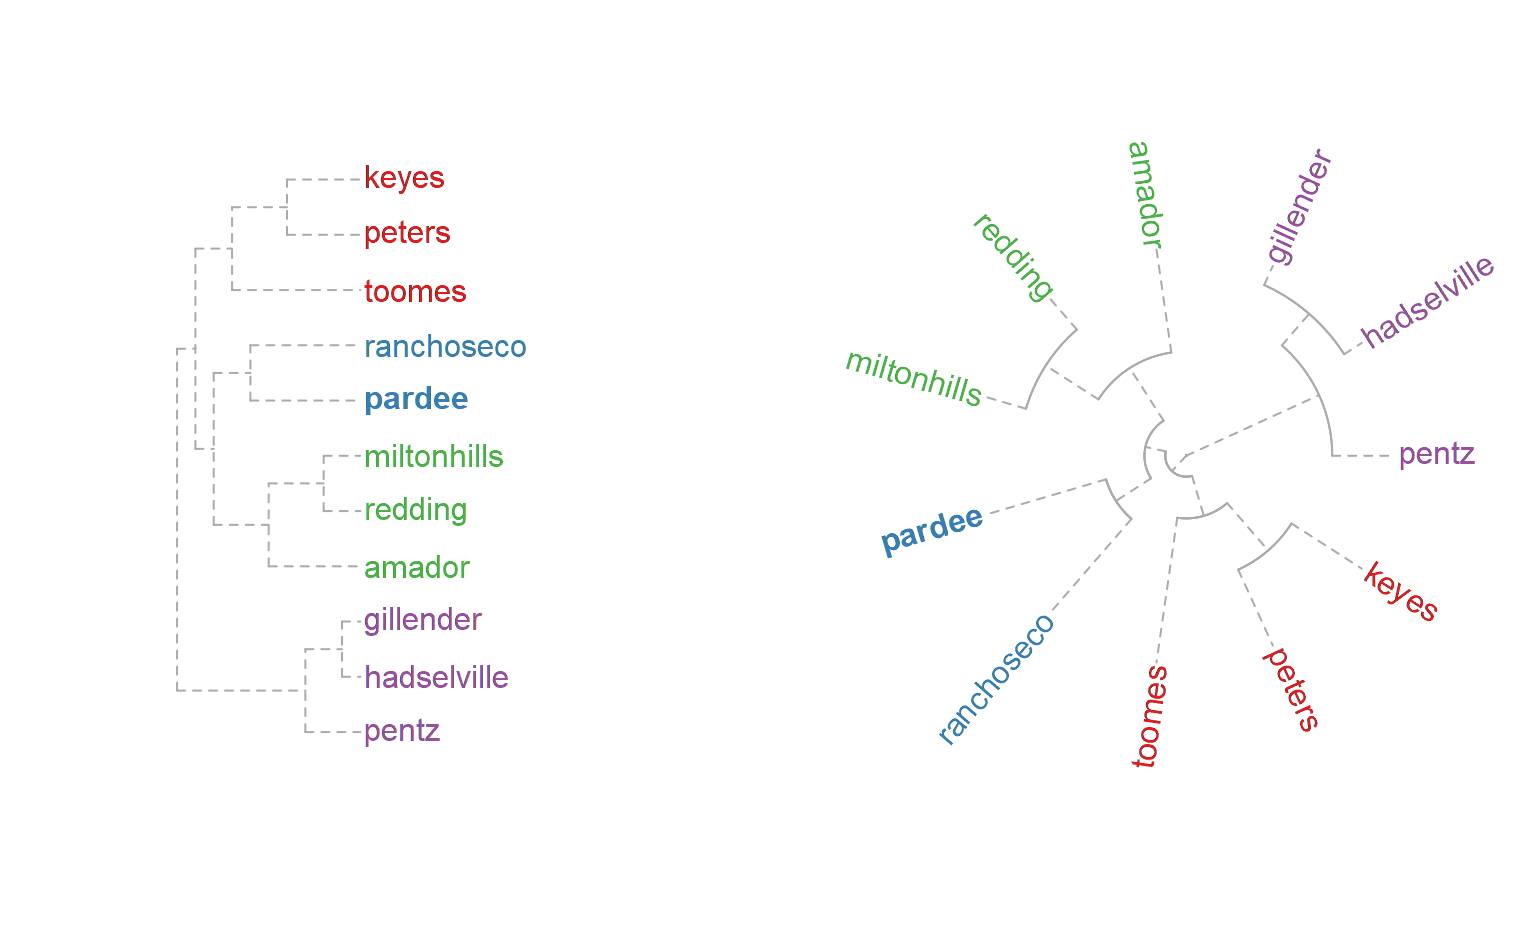 keyes
peters
toomes
ranchoseco
pardee
miltonhills
redding
amador
gillender
hadselville
pentz
amador
gillender
redding
hadselville
miltonhills
pentz
pardee
keyes
ranchoseco
toomes
peters